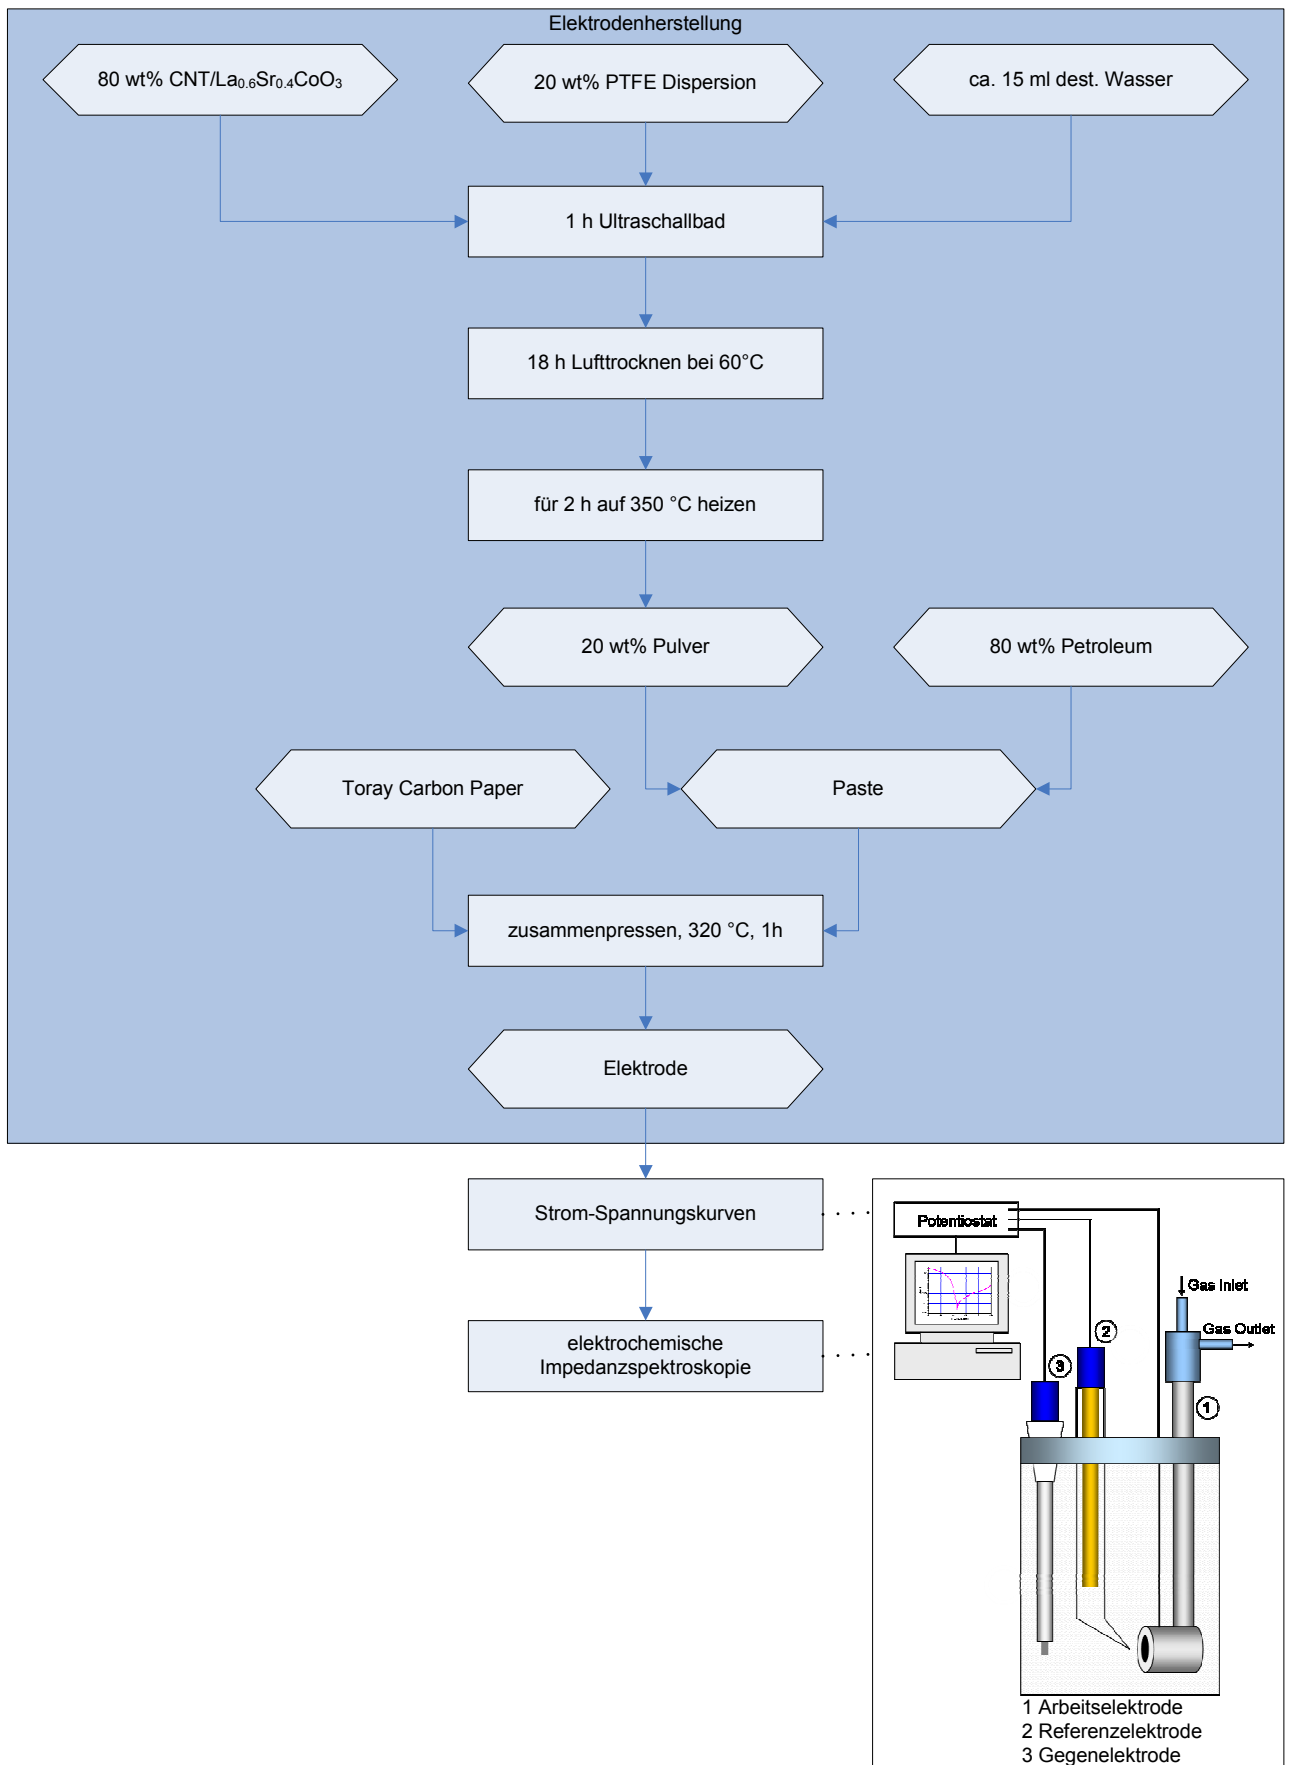 Elektrodenherstellung
80 wt% CNT/La₀.₆Sr₀.₄CoO₃
20 wt% PTFE Dispersion
ca. 15 ml dest. Wasser
1 h Ultraschallbad
18 h Lufttrocknen bei 60°C
für 2 h auf 350 °C heizen
20 wt% Pulver
80 wt% Petroleum
Toray Carbon Paper
Paste
zusammenpressen, 320 °C, 1h
Elektrode
Strom-Spannungskurven
elektrochemische
Impedanzspektroskopie
Potentiostat
Gas Inlet
Gas Outlet
2
3
1
1 Arbeitselektrode
2 Referenzelektrode
3 Gegenelektrode